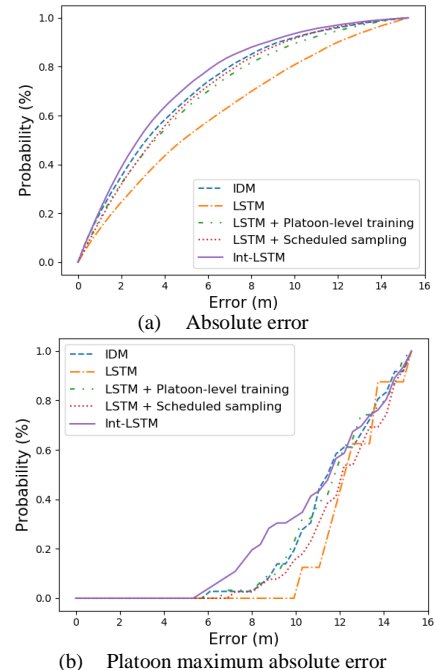 1.0
0.8
0.6
0.4
0.2
0.0
Probability (%)
IDM
LSTM
LSTM + Platoon-level training
LSTM + Scheduled sampling
Int-LSTM
0 2 4 6 8 10 12 14 16
Error (m)
(a) Absolute error
1.0
0.8
0.6
0.4
0.2
0.0
Probability (%)
IDM
LSTM
LSTM + Platoon-level training
LSTM + Scheduled sampling
Int-LSTM
0 2 4 6 8 10 12 14 16
Error (m)
(b) Platoon maximum absolute error